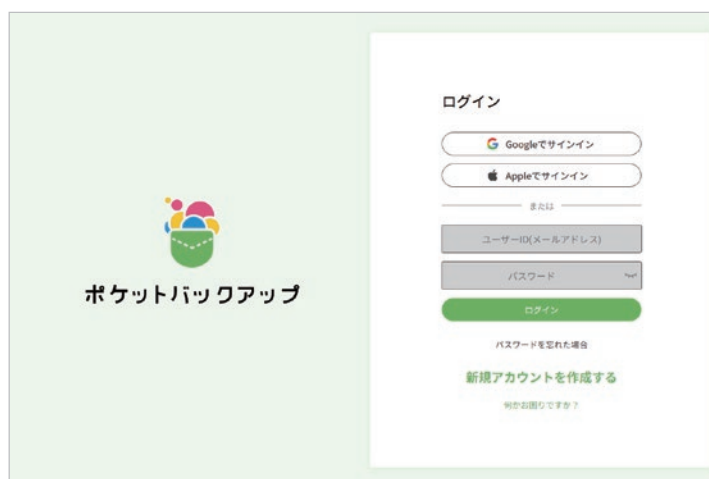 ポケットバックアップ
ログイン
Googleでサインイン
Appleでサインイン
または
ユーザーID(メールアドレス)
パスワード
ログイン
パスワードを忘れた場合
新規アカウントを作成する
何かお困りですか？